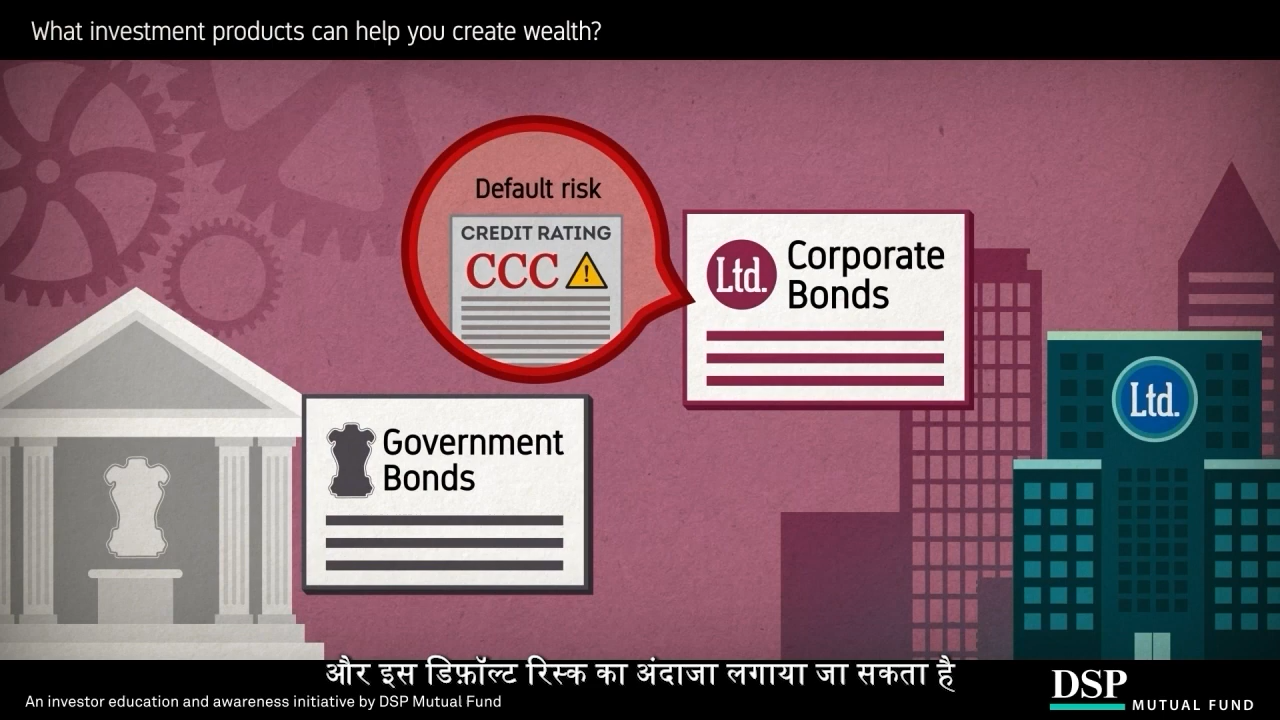 What investment products can help you create wealth?
Default risk
CREDIT RATING
CCC
Ltd.
Corporate
Bonds
Government
Bonds
Ltd.
और इस डिफ़ॉल्ट रिस्क का अंदाजा लगाया जा सकता है
An investor education and awareness initiative by DSP Mutual Fund
DSP
MUTUAL FUND